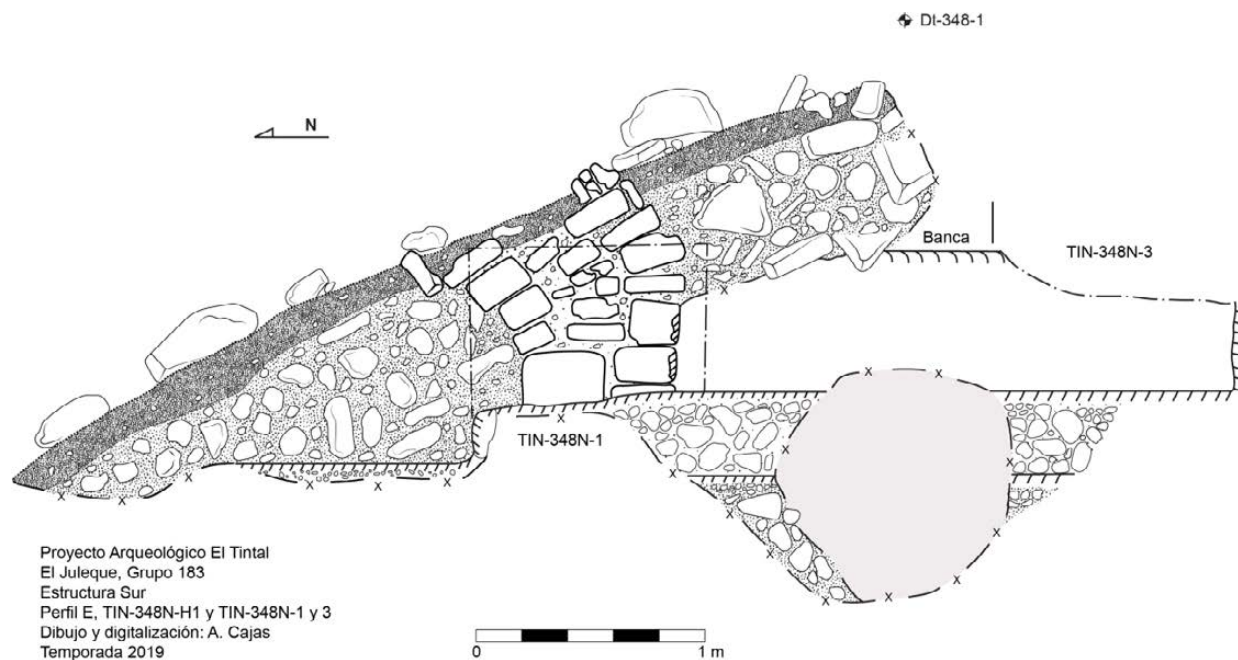 DI-348-1
N
Banca
TIN-348N-3
TIN-348N-1
Proyecto Arqueológico El Tintal
El Juleque, Grupo 183
Estructura Sur
Perfil E, TIN-348N-H1 y TIN-348N-1 y 3
Dibujo y digitalización: A. Cajas
Temporada 2019
0 1 m